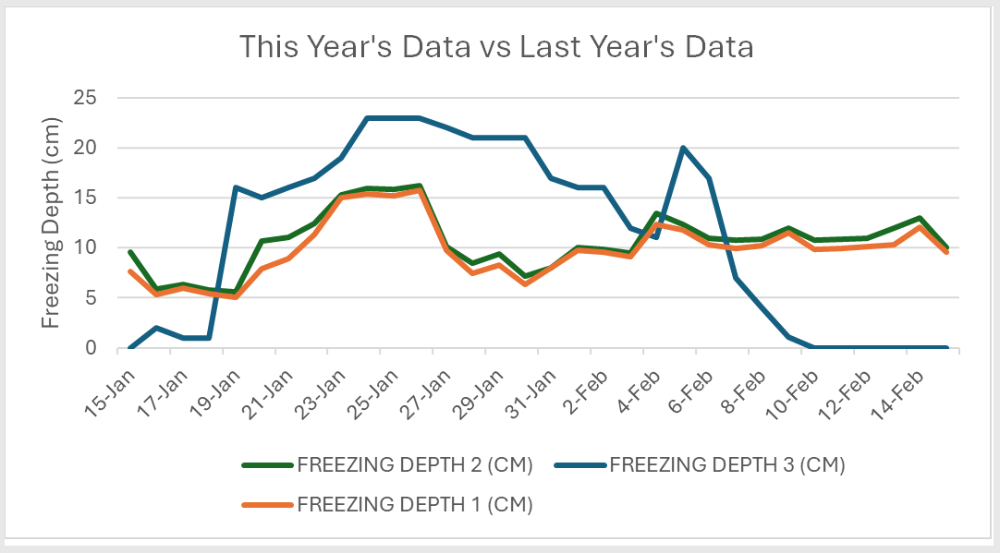 This Year's Data vs Last Year's Data
Freezing Depth (cm)
25
20
15
10
5
0
15-Jan
17-Jan
19-Jan
21-Jan
23-Jan
25-Jan
27-Jan
29-Jan
31-Jan
2-Feb
4-Feb
6-Feb
8-Feb
10-Feb
12-Feb
14-Feb
FREEZING DEPTH 2 (CM)
FREEZING DEPTH 3 (CM)
FREEZING DEPTH 1 (CM)